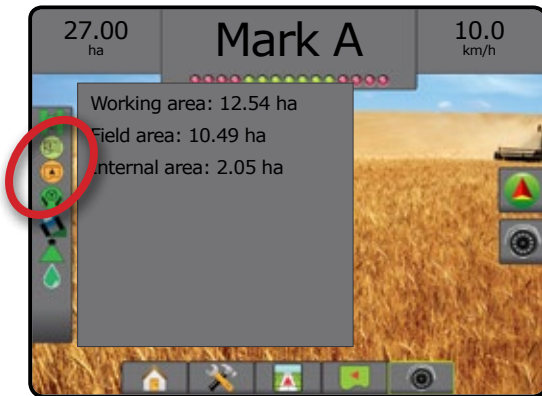 27.00
ha
Mark A
10.0
km/h
Working area: 12.54 ha
Field area: 10.49 ha
Internal area: 2.05 ha